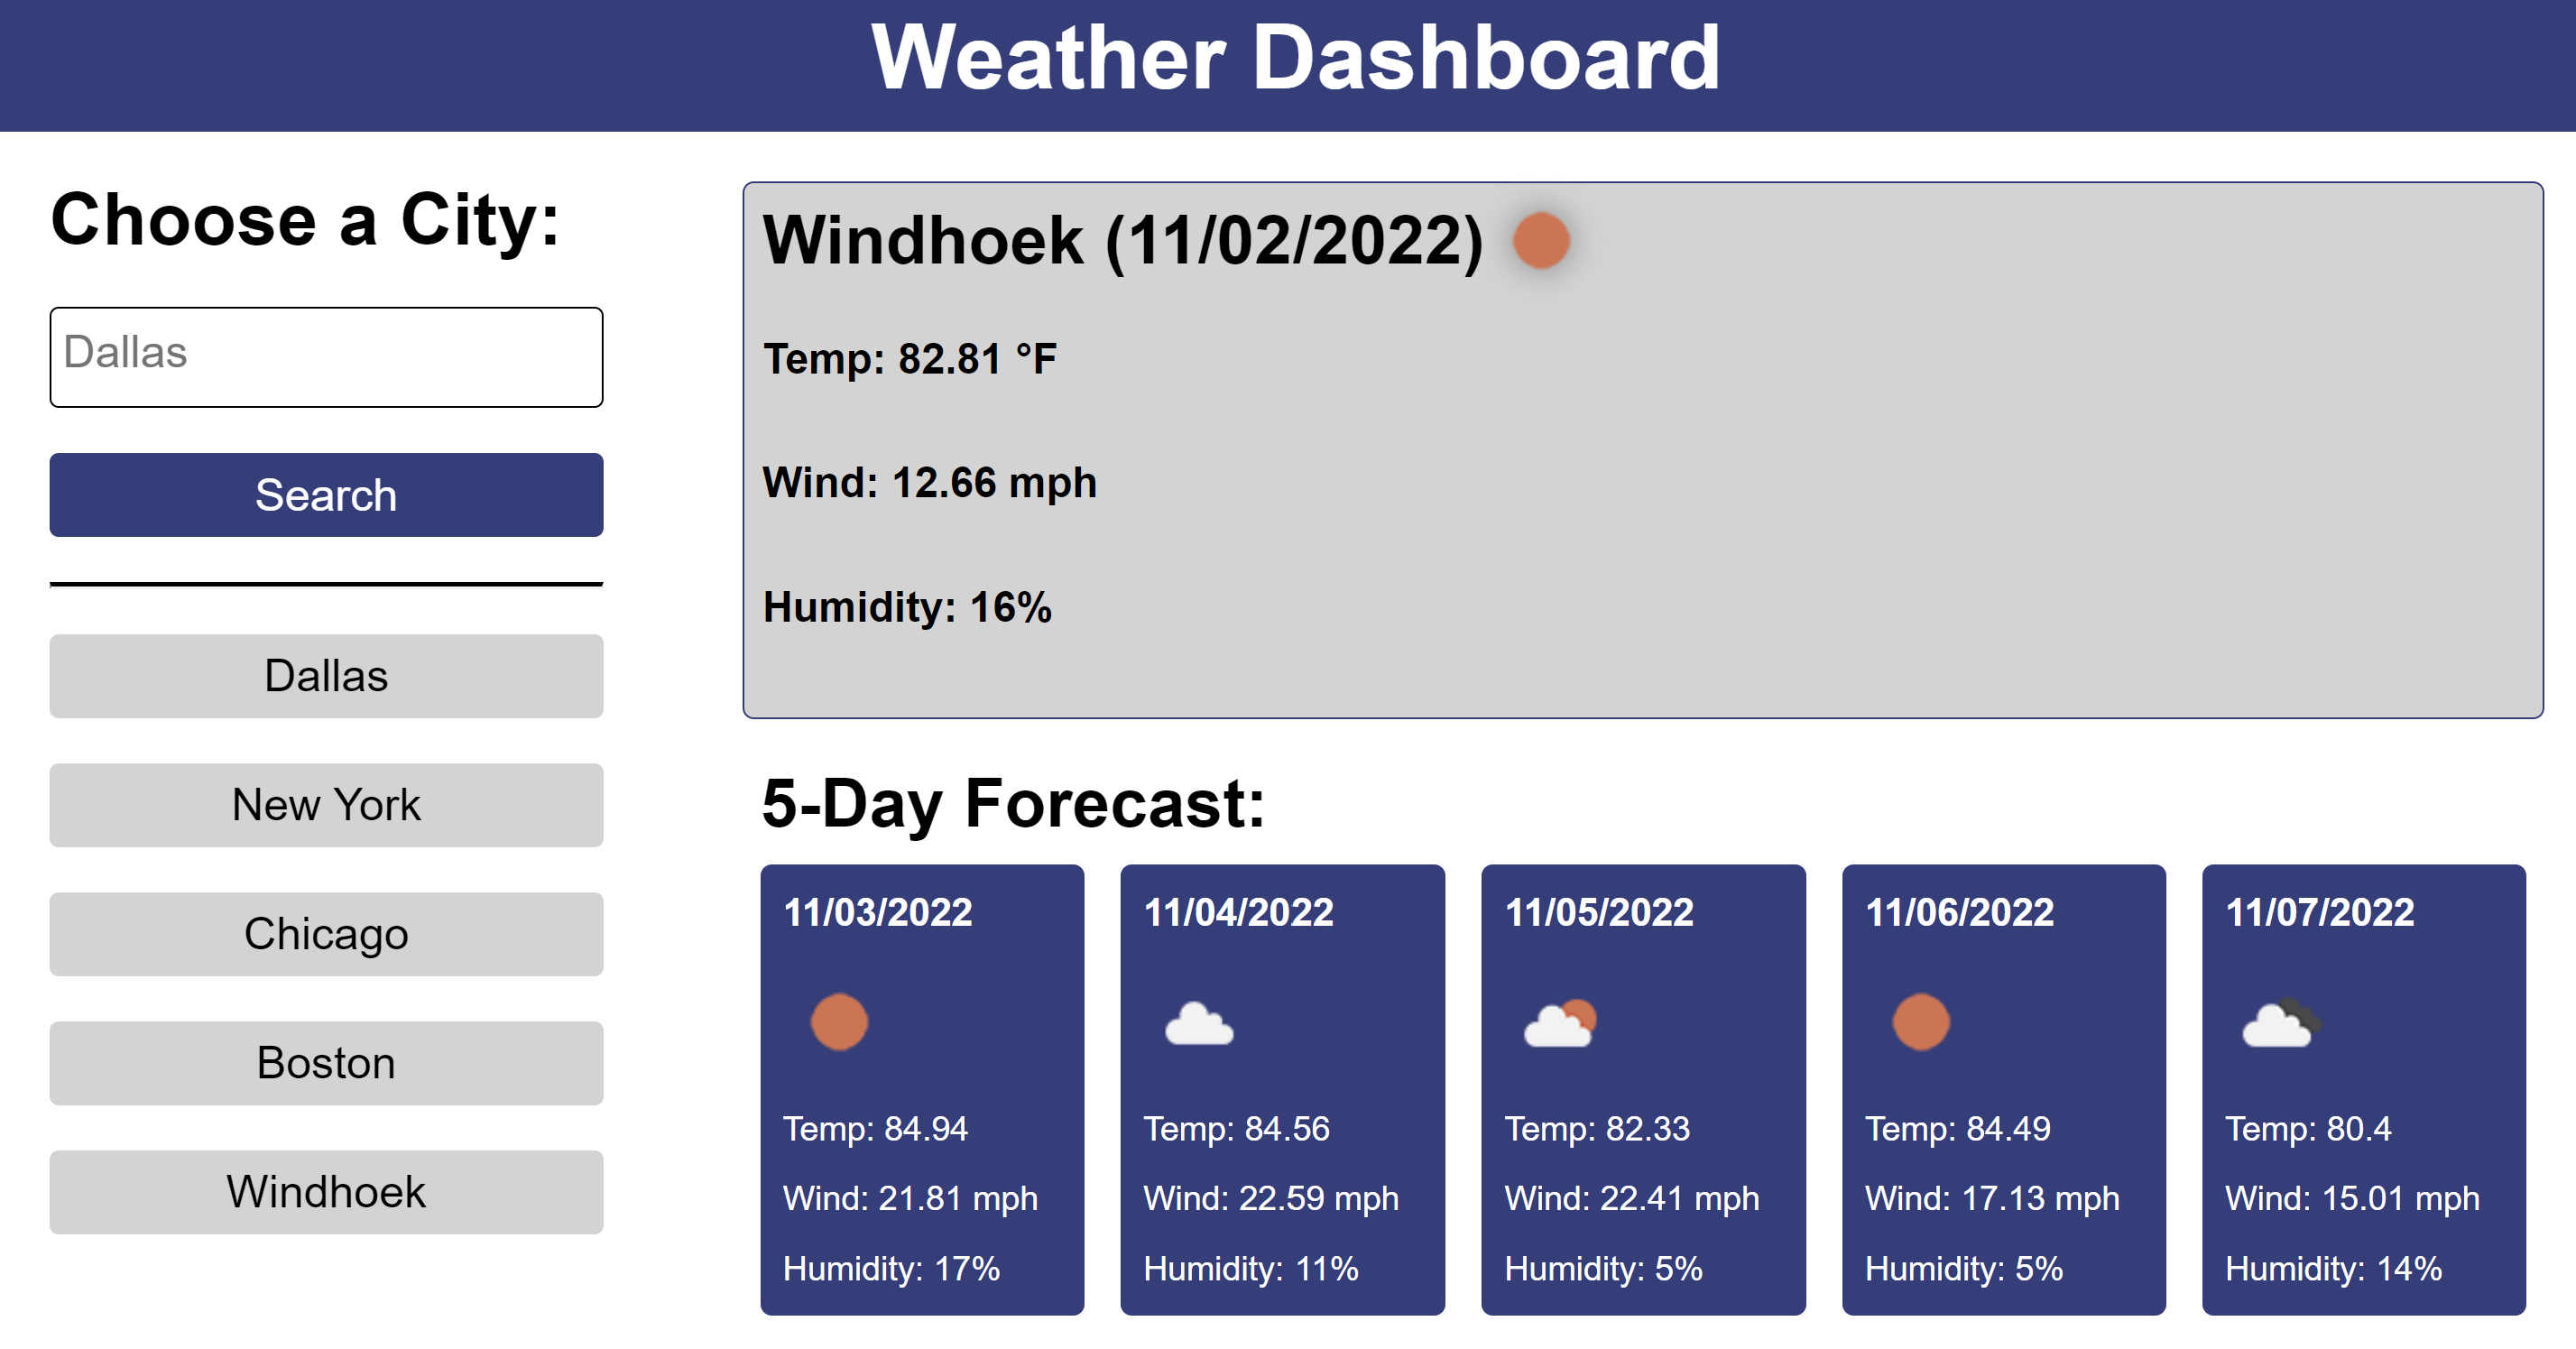 Weather Dashboard
Choose a City:
Dallas
Search
Dallas
New York
Chicago
Boston
Windhoek
Windhoek (11/02/2022)
Temp: 82.81 °F
Wind: 12.66 mph
Humidity: 16%
5-Day Forecast:
11/03/2022
Temp: 84.94
Wind: 21.81 mph
Humidity: 17%
11/04/2022
Temp: 84.56
Wind: 22.59 mph
Humidity: 11%
11/05/2022
Temp: 82.33
Wind: 22.41 mph
Humidity: 5%
11/06/2022
Temp: 84.49
Wind: 17.13 mph
Humidity: 5%
11/07/2022
Temp: 80.4
Wind: 15.01 mph
Humidity: 14%